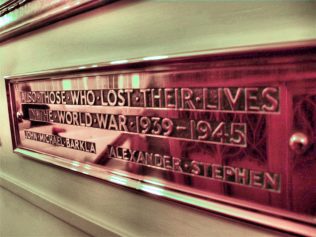 ALSO·THOSE·WHO·LOST·THEIR·LIVES
IN·THE·WORLD·WAR·1939-1945
JOHN·MICHAEL·BARKLA ALEXANDER·STEPHEN